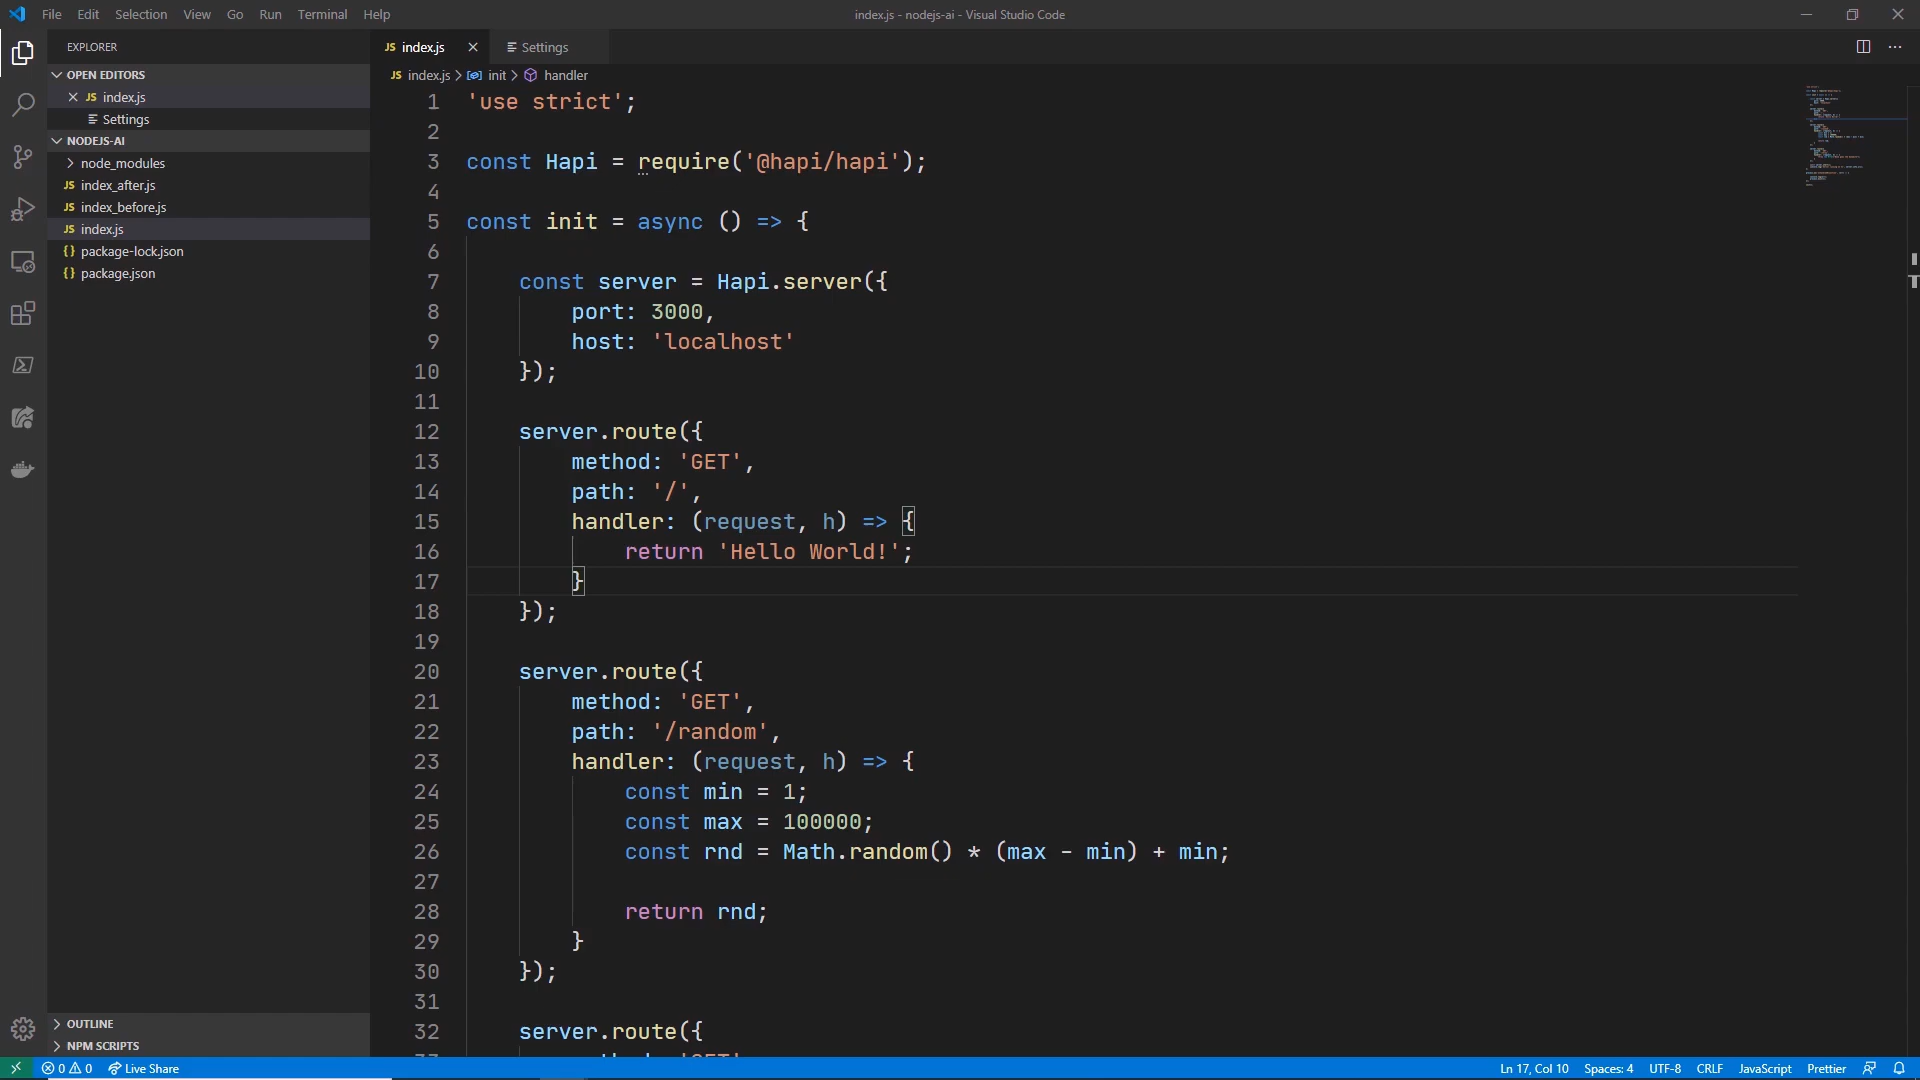 File Edit Selection View Go Run Terminal Help
index.js - nodejs-ai - Visual Studio Code
EXPLORER
OPEN EDITORS
JS index.js
Settings
NODEJS-AI
node_modules
JS index_after.js
JS index_before.js
JS index.js
{} package-lock.json
{} package.json
OUTLINE
NPM SCRIPTS
JS index.js
Settings
JS index.js > init > handler
1 'use strict';
2
3 const Hapi = require('@hapi/hapi');
4
5 const init = async () => {
6
7 const server = Hapi.server({
8 port: 3000,
9 host: 'localhost'
10 });
11
12 server.route({
13 method: 'GET',
14 path: '/',
15 handler: (request, h) => {
16 return 'Hello World!';
17 }
18 });
19
20 server.route({
21 method: 'GET',
22 path: '/random',
23 handler: (request, h) => {
24 const min = 1;
25 const max = 100000;
26 const rnd = Math.random() * (max - min) + min;
27
28 return rnd;
29 }
30 });
31
32 server.route({
0 0 Live Share
Ln 17, Col 10 Spaces: 4 UTF-8 CRLF JavaScript Prettier